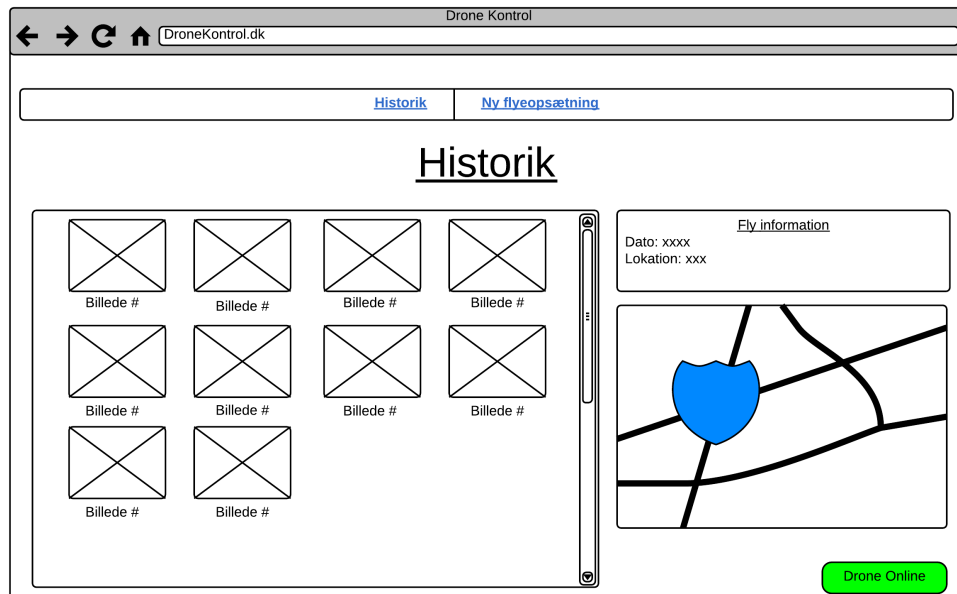 Drone Kontrol
DroneKontrol.dk
Historik Ny flyeopsætning
Historik
Billede # Billede # Billede # Billede #
Billede # Billede # Billede # Billede #
Billede # Billede #
Fly information
Dato: xxxx
Lokation: xxx
Drone Online